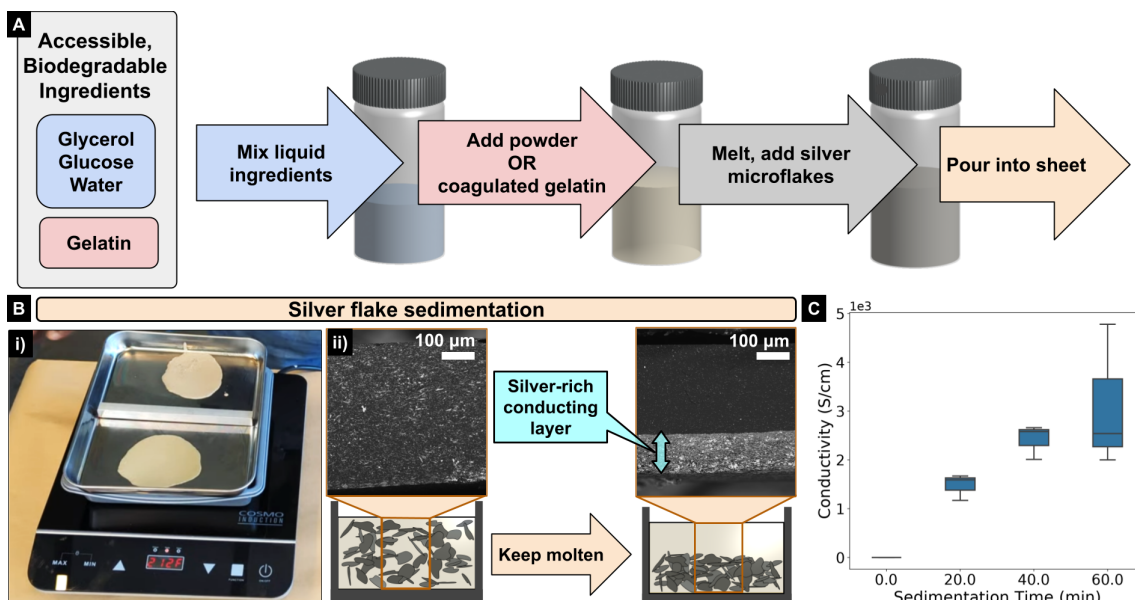 A
Accessible,
Biodegradable
Ingredients
Glycerol
Glucose
Water
Gelatin
Mix liquid
ingredients
Add powder
OR
coagulated gelatin
Melt, add silver
microflakes
Pour into sheet
B
Silver flake sedimentation
i)
COSMO
INDUCTION
MAX
0
MIN
212F
ON/OFF
ii)
100 μm
Silver-rich
conducting
layer
100 μm
Keep molten
C
1e3
5
4
3
2
1
0
Conductivity (S/cm)
0.0
20.0
40.0
60.0
Sedimentation Time (min)